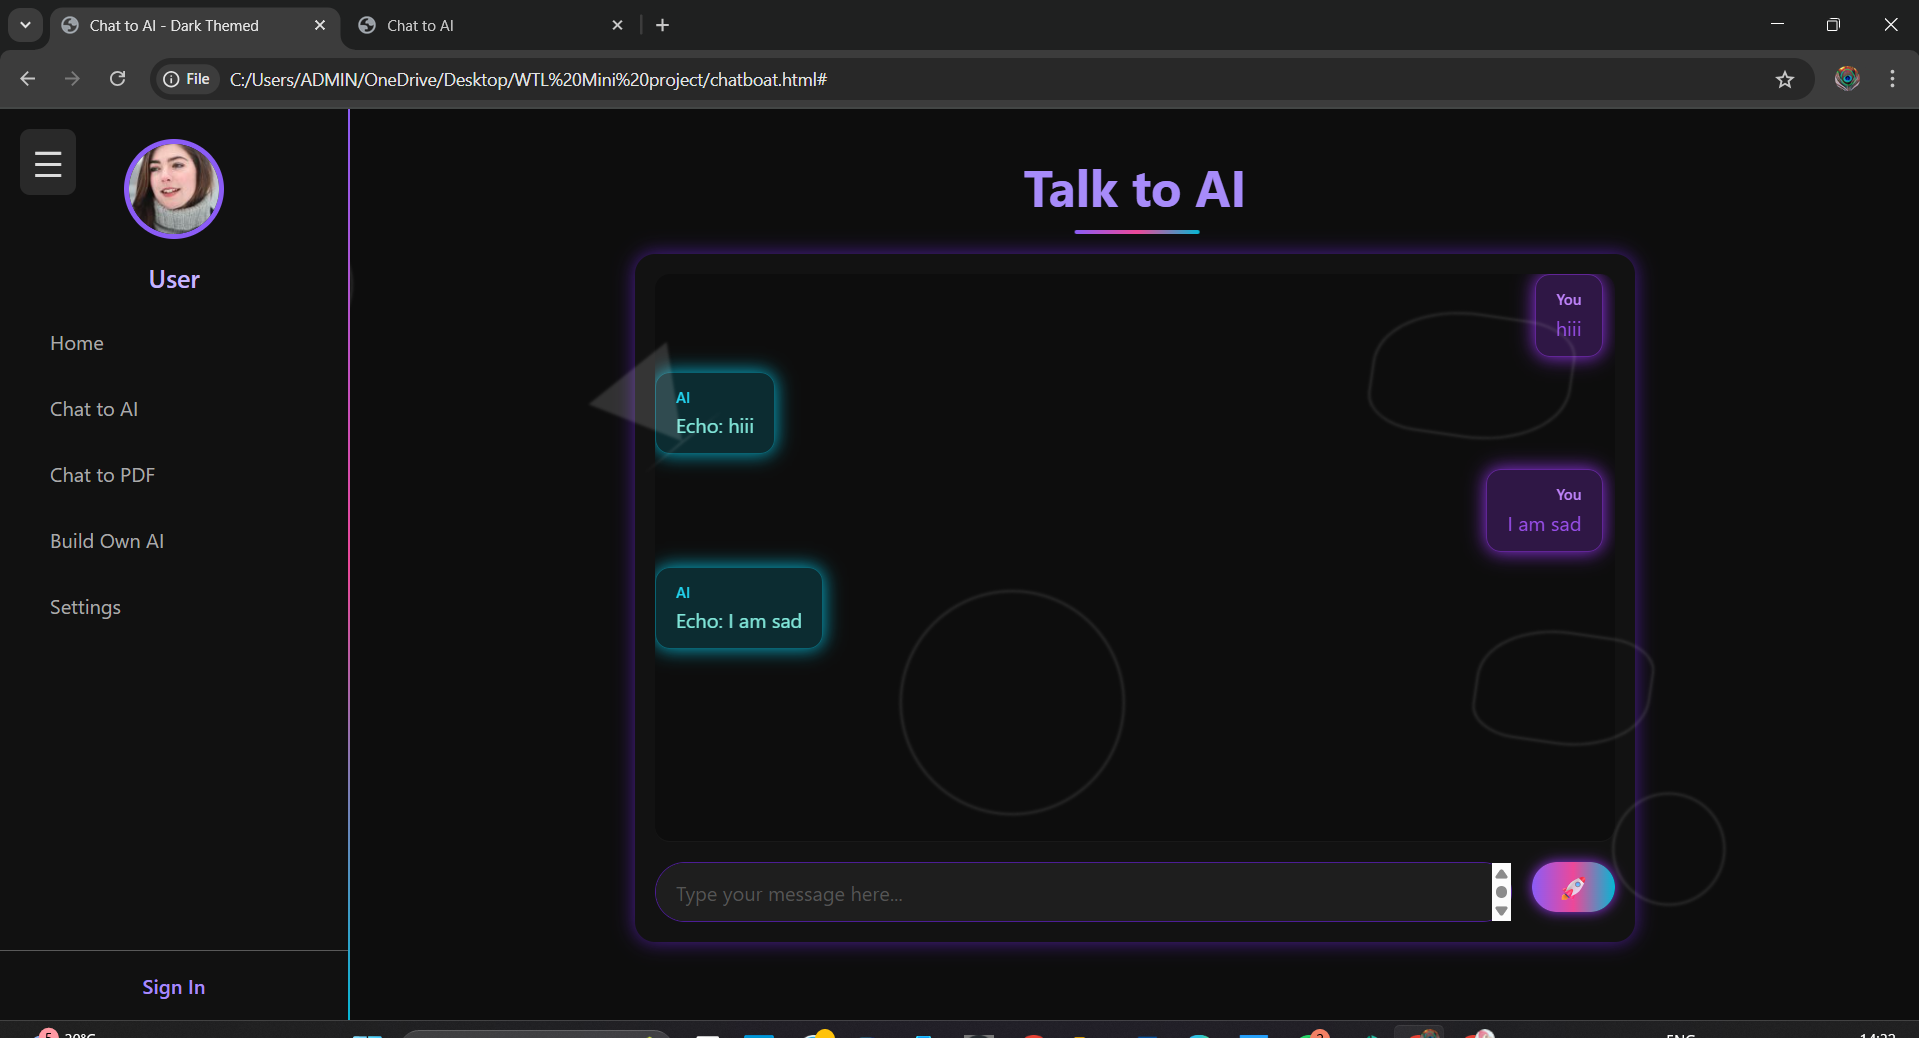 Chat to AI - Dark Themed
Chat to AI
File
C:/Users/ADMIN/OneDrive/Desktop/WTL%20Mini%20project/chatboat.html#
User
Home
Chat to AI
Chat to PDF
Build Own AI
Settings
Sign In
Talk to AI
You
hiii
AI
Echo: hiii
You
I am sad
AI
Echo: I am sad
Type your message here...